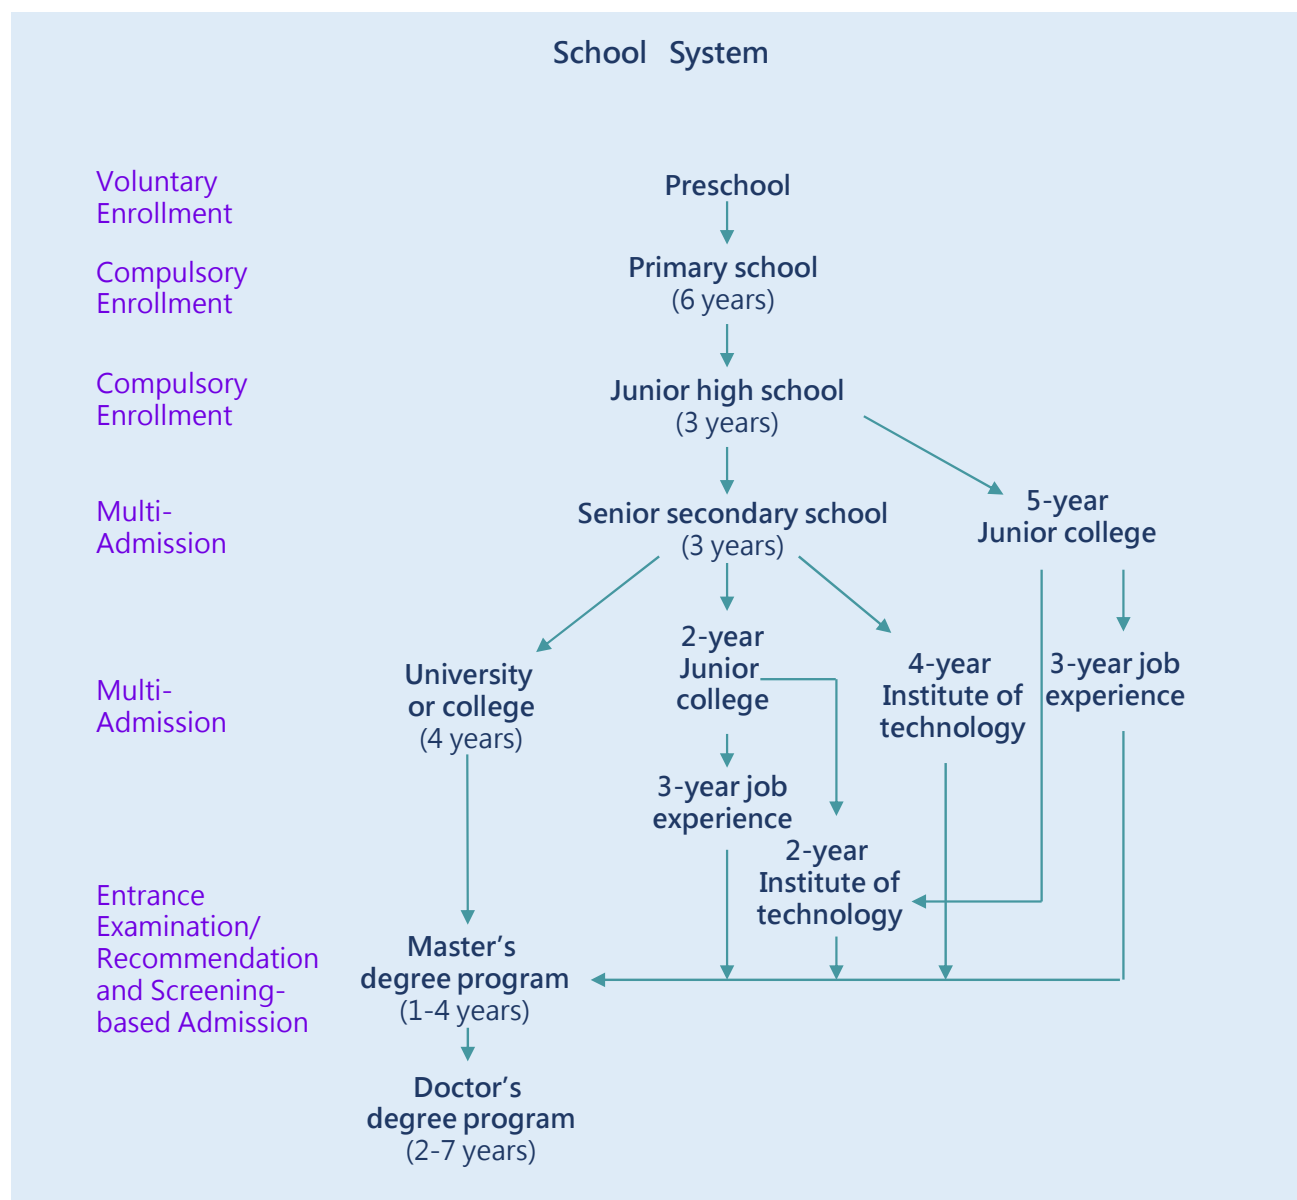 School System
Voluntary
Enrollment
Preschool
Compulsory
Enrollment
Primary school
(6 years)
Compulsory
Enrollment
Junior high school
(3 years)
Multi-
Admission
Senior secondary school
(3 years)
5-year
Junior college
Multi-
Admission
University
or college
(4 years)
2-year
Junior
college
4-year
Institute of
technology
3-year job
experience
3-year job
experience
2-year
Institute of
technology
Entrance
Examination/
Recommendation
and Screening-
based Admission
Master’s
degree program
(1-4 years)
Doctor’s
degree program
(2-7 years)